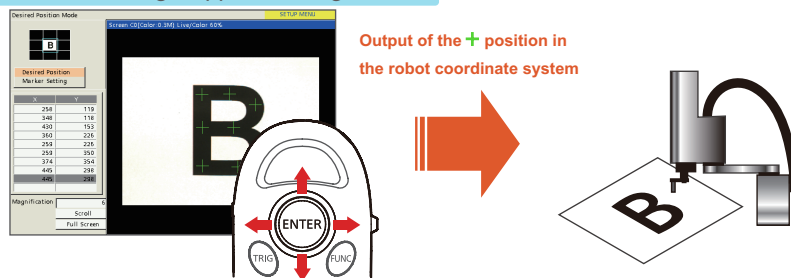 Desired Position Mode
SETUP MENU
Screen C0(Color:0.3M) Live/Color 60%
B
Desired Position
Marker Setting
X Y
254 119
348 118
430 153
360 226
259 226
259 350
374 354
445 298
445 298
Magnification 6
Scroll
Full Screen
B
ENTER
TRIG
FUNC
Output of the + position in
the robot coordinate system
B